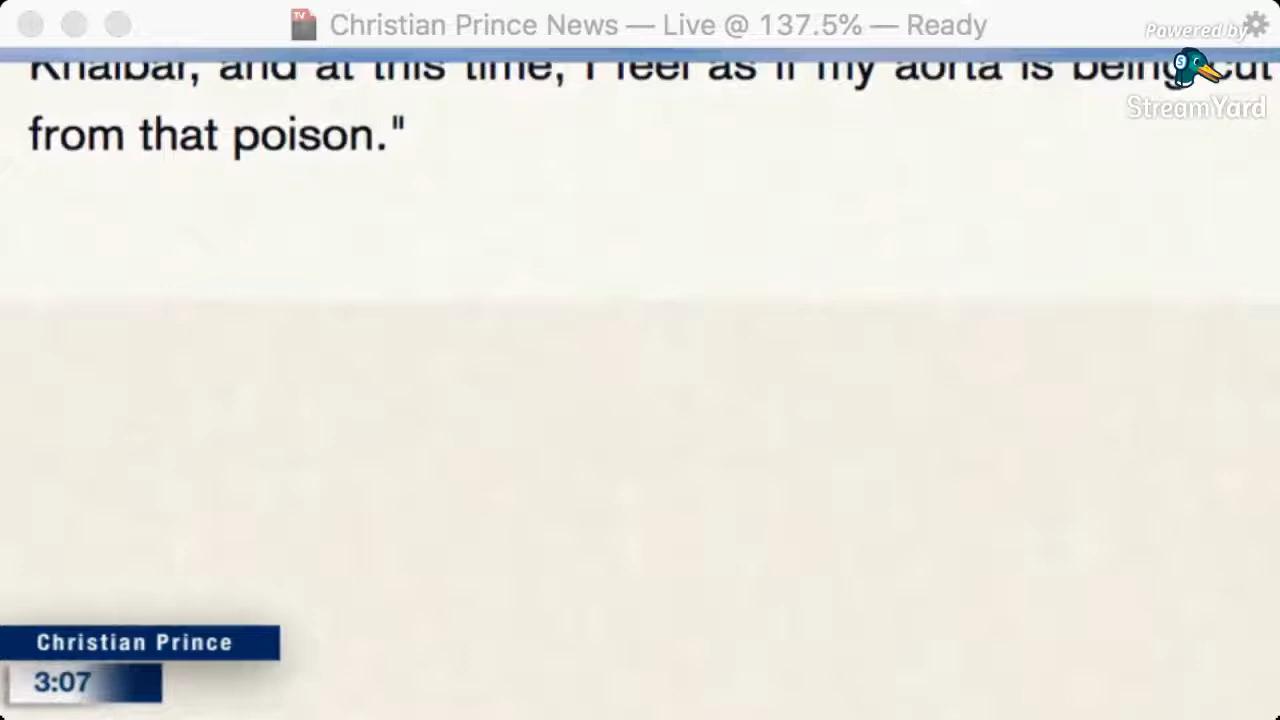 Christian Prince News — Live @ 137.5% — Ready
Powered by
StreamYard
Khaibar, and at this time, I feel as if my aorta is being cut
from that poison."
Christian Prince
3:07